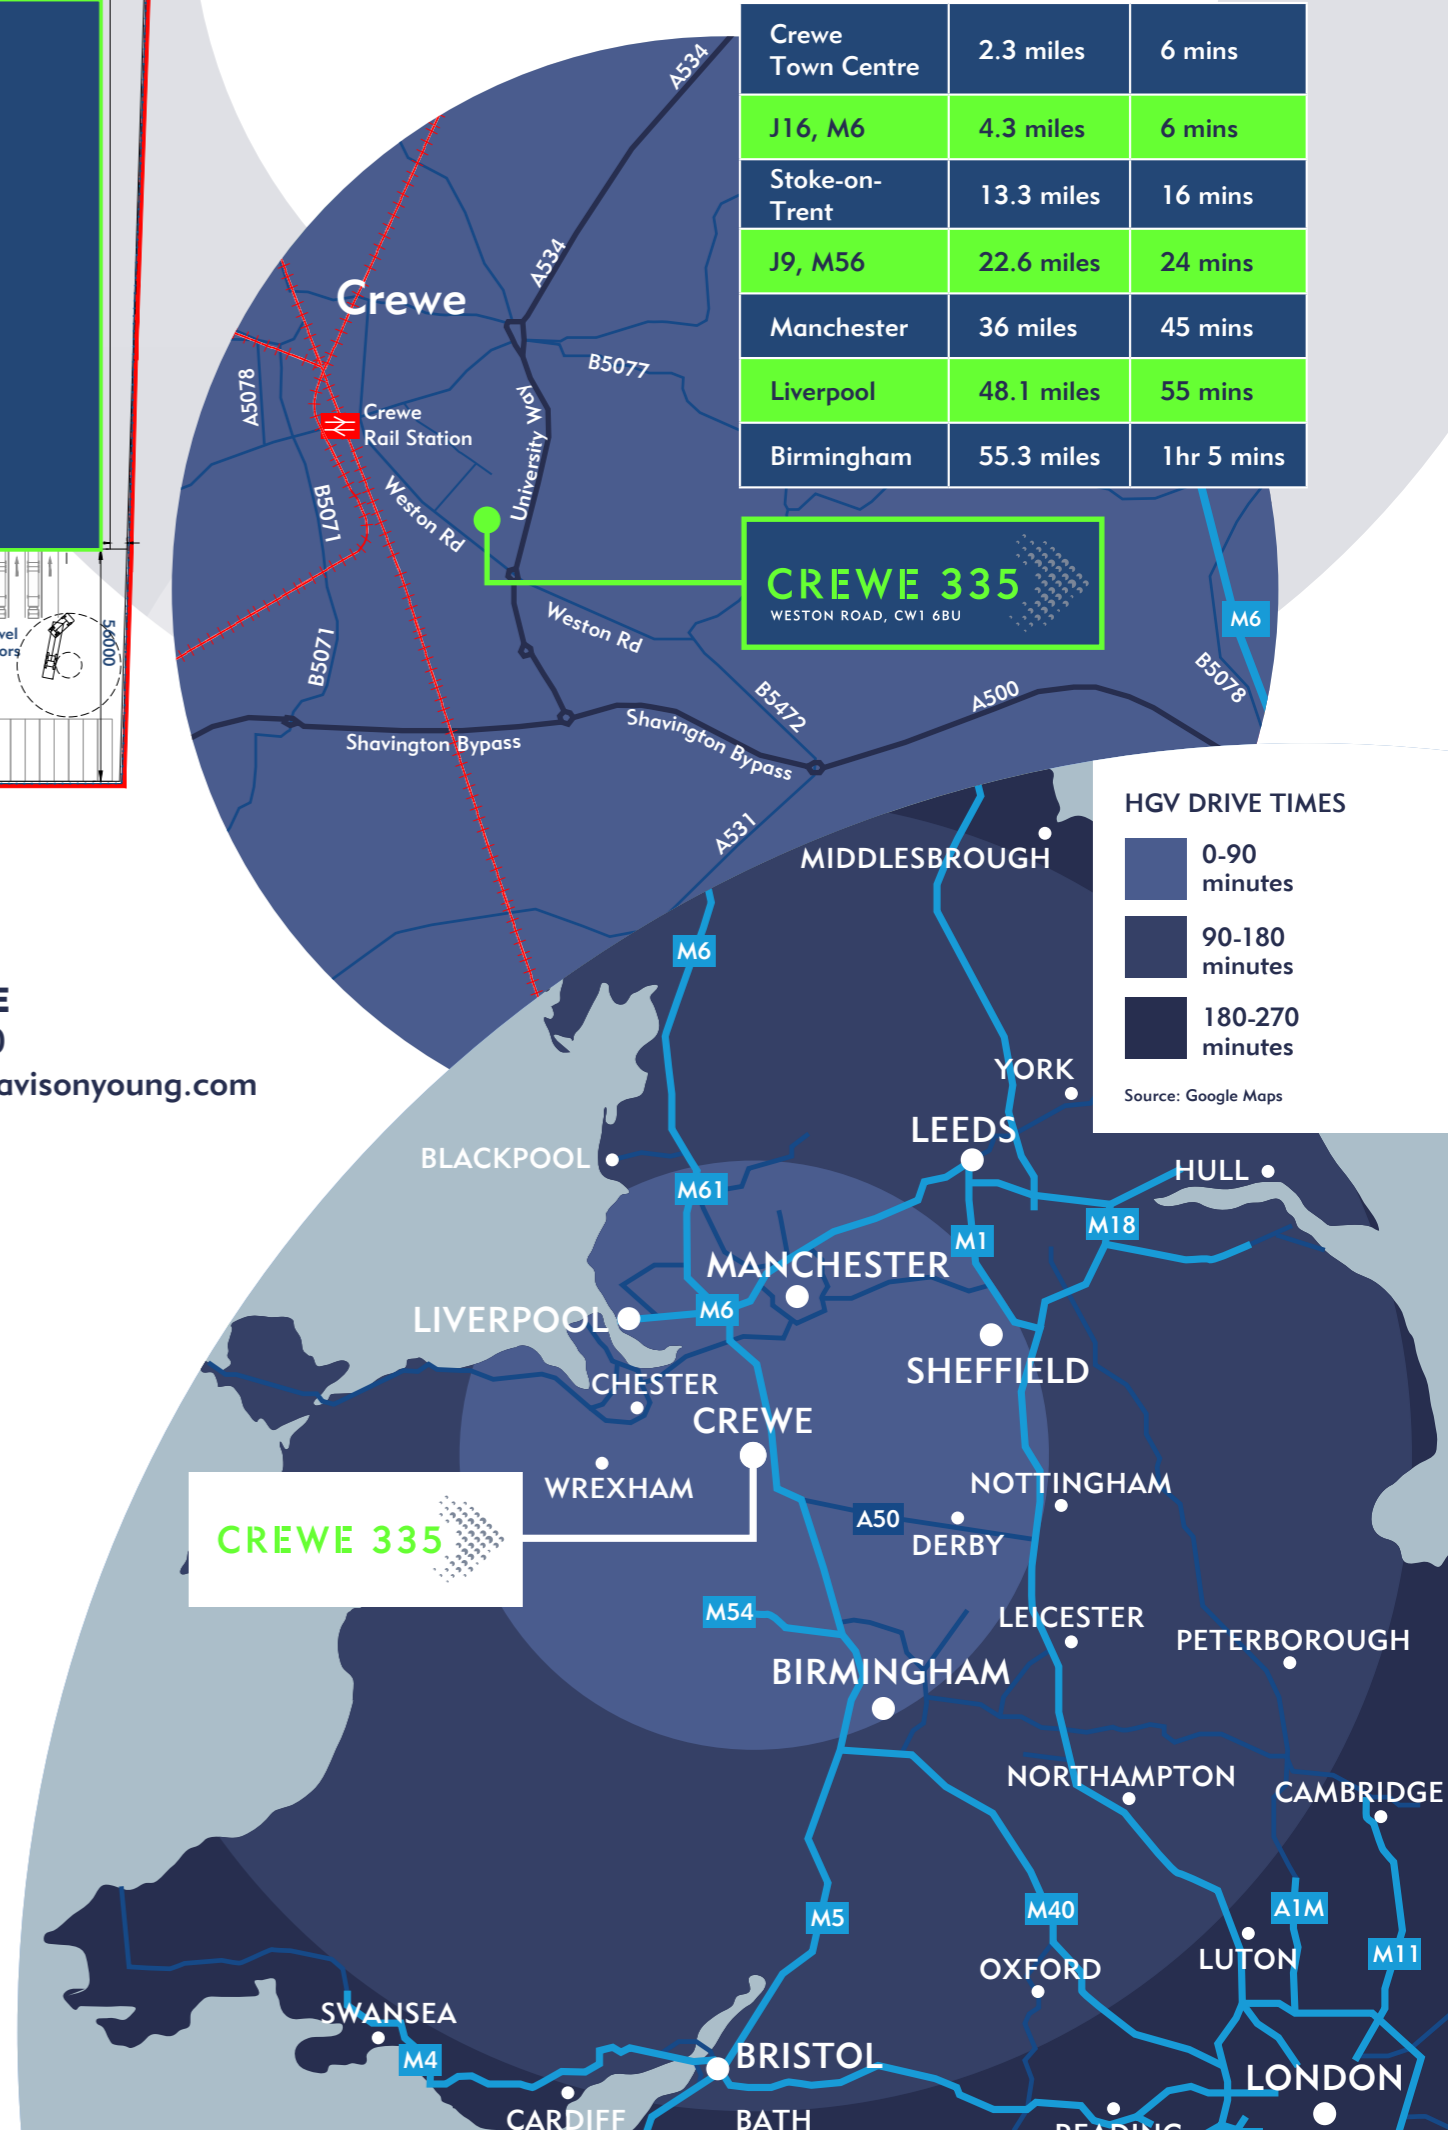 Crewe
Town Centre
2.3 miles
6 mins
J16, M6
4.3 miles
6 mins
Stoke-on-
Trent
13.3 miles
16 mins
J9, M56
22.6 miles
24 mins
Manchester
36 miles
45 mins
Liverpool
48.1 miles
55 mins
Birmingham
55.3 miles
1hr 5 mins
A534
A534
Crewe
B5077
A5078
University Way
Crewe
Rail Station
B5071
Weston Rd
CREWE 335
WESTON ROAD, CW1 6BU
M6
Weston Rd
B5071
B5078
B5472
A500
Shavington Bypass
Shavington Bypass
A531
56000
avisonyoung.com
HGV DRIVE TIMES
0-90
minutes
90-180
minutes
180-270
minutes
Source: Google Maps
MIDDLESBROUGH
M6
YORK
LEEDS
BLACKPOOL
HULL
M61
M18
M1
MANCHESTER
M6
LIVERPOOL
SHEFFIELD
CHESTER
CREWE
WREXHAM
NOTTINGHAM
A50
DERBY
CREWE 335
M54
LEICESTER
PETERBOROUGH
BIRMINGHAM
NORTHAMPTON
CAMBRIDGE
M5
M40
A1M
LUTON
M11
OXFORD
SWANSEA
M4
BRISTOL
LONDON
CARDIFF
BATH
READING